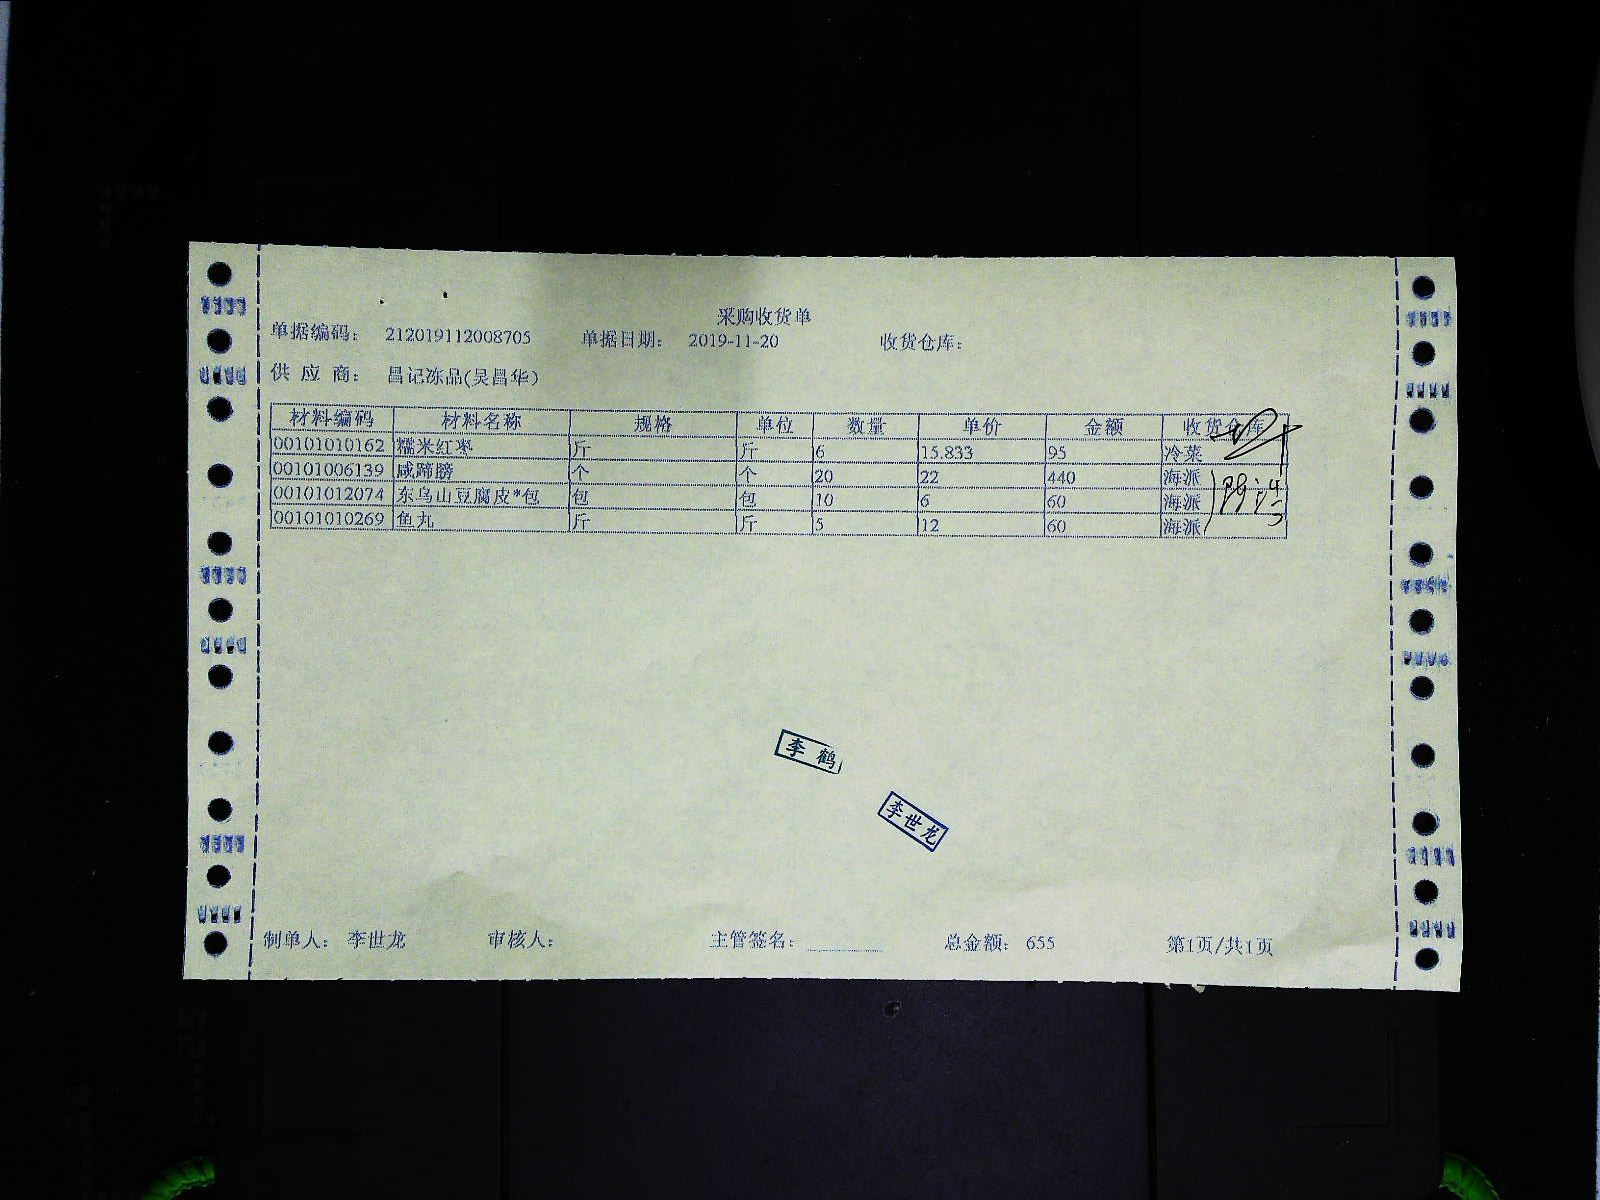 采购收货单
单据编码： 212019112008705 单据日期： 2019-11-20 收货仓库：
供 应 商： 昌记冻品(吴昌华)
材料编码 材料名称 规格 单位 数量 单价 金额 收货仓库
00101010162 糯米红枣 斤 斤 6 15.833 95 冷菜
00101006139 咸蹄膀 个 个 20 22 440 海派
00101012074 东乌山豆腐皮*包 包 包 10 6 60 海派
00101010269 鱼丸 斤 斤 5 12 60 海派
李鹤
李世龙
制单人： 李世龙 审核人： 主管签名： 总金额： 655 第1页/共1页